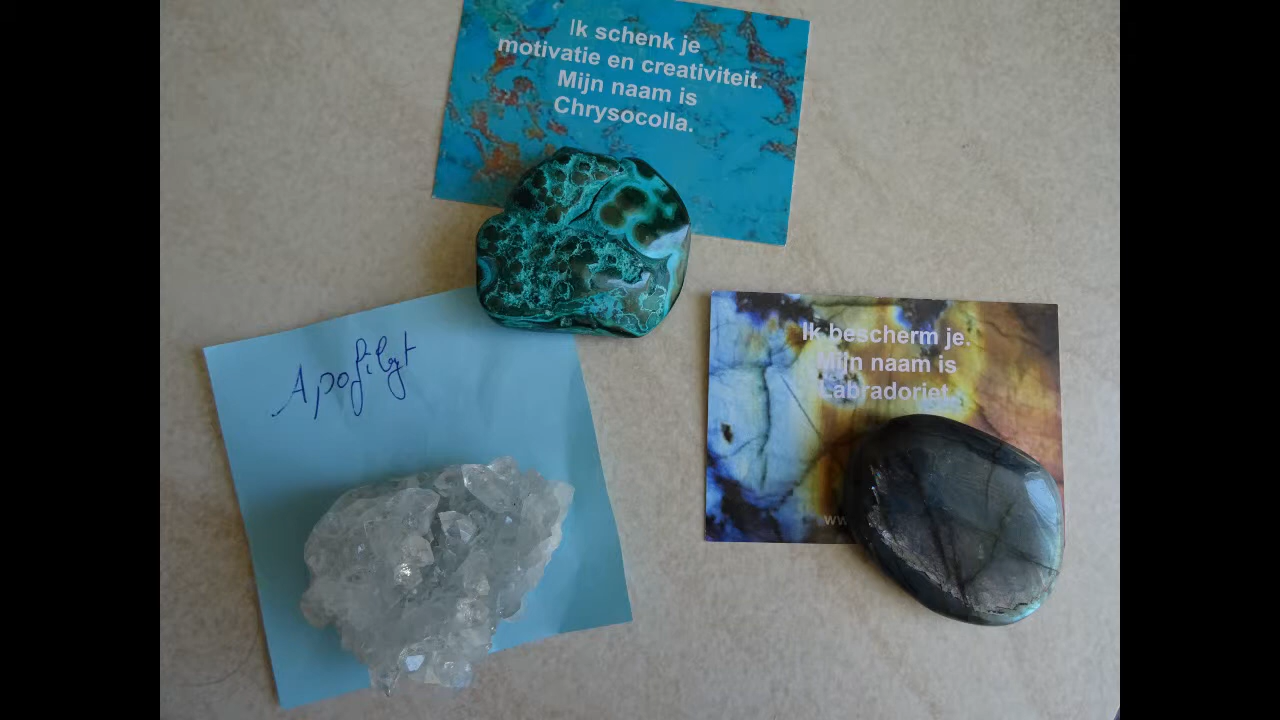 Ik schenk je
motivatie en creativiteit.
Mijn naam is
Chrysocolla.
Apofilyt
Ik bescherm je.
Mijn naam is
Labradoriet.